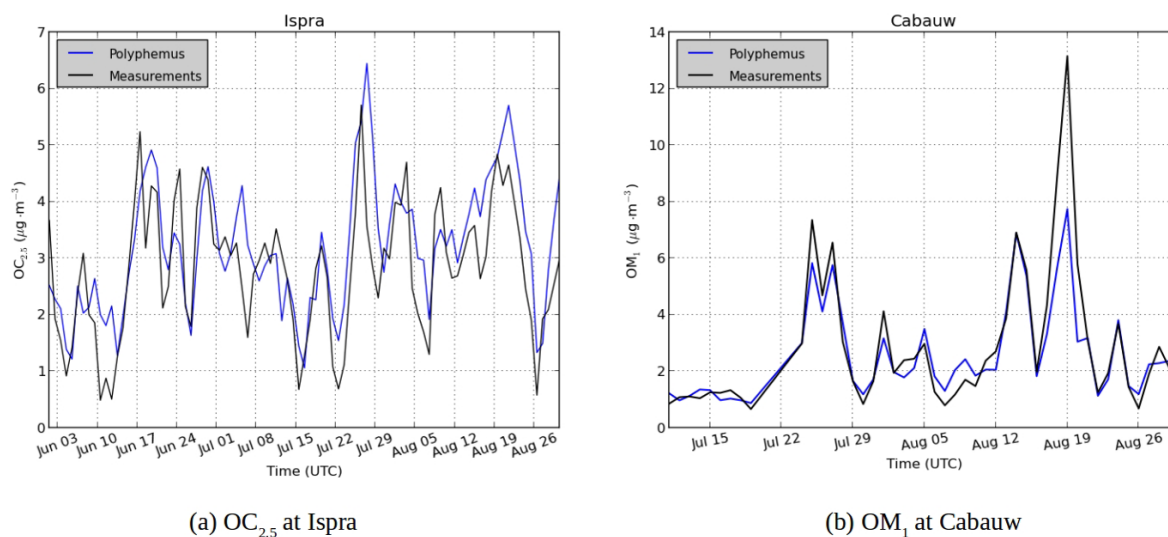 Ispra
7
6
5
4
3
2
1
0
OC₂.₅ (μg·m⁻³)
Polyphemus
Measurements
Jun 03 Jun 10 Jun 17 Jun 24 Jul 01 Jul 08 Jul 15 Jul 22 Jul 29 Aug 05 Aug 12 Aug 19 Aug 26
Time (UTC)
(a) OC₂.₅ at Ispra
Cabauw
14
12
10
8
6
4
2
0
OM₁ (μg·m⁻³)
Polyphemus
Measurements
Jul 15 Jul 22 Jul 29 Aug 05 Aug 12 Aug 19 Aug 26
Time (UTC)
(b) OM₁ at Cabauw